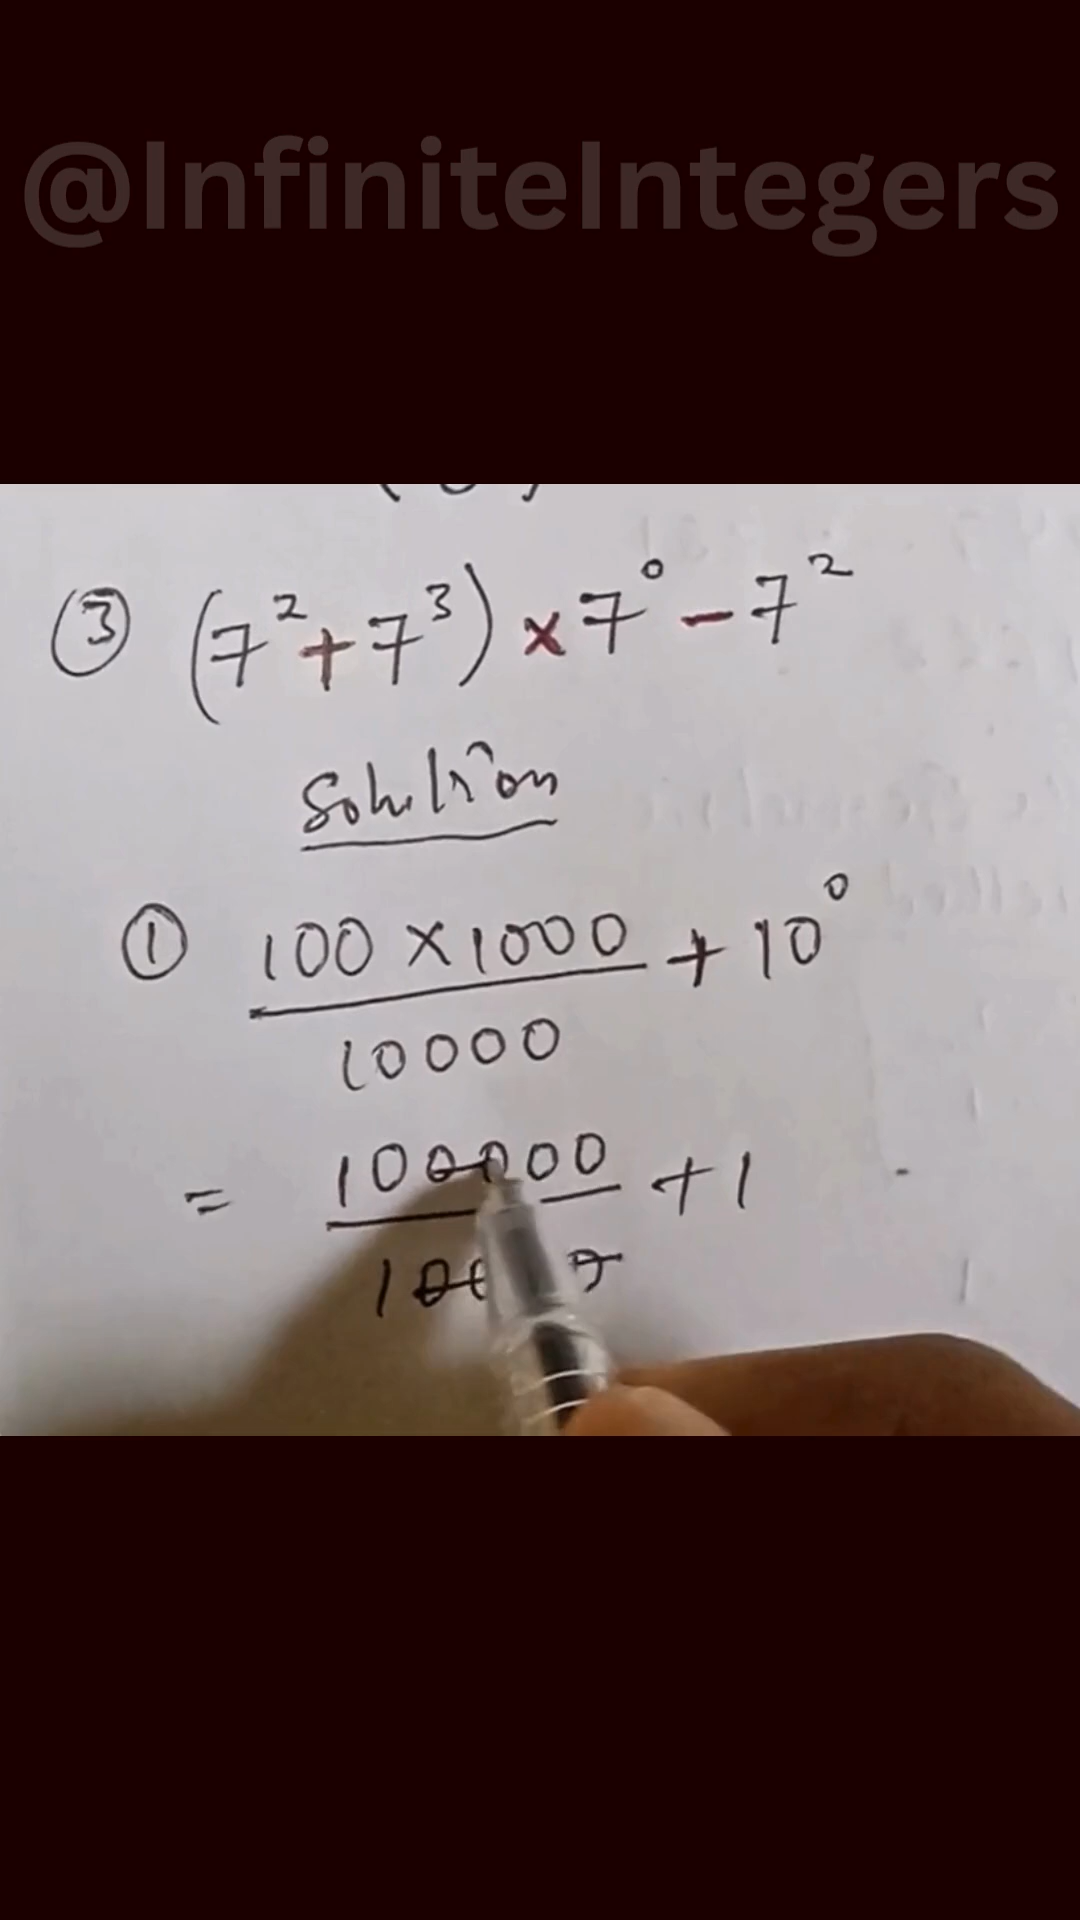 @InfiniteIntegers
③ (7² + 7³) × 7⁰ − 7²
Solution
① 100 × 1000 + 10⁰
10000
= 100000 + 1